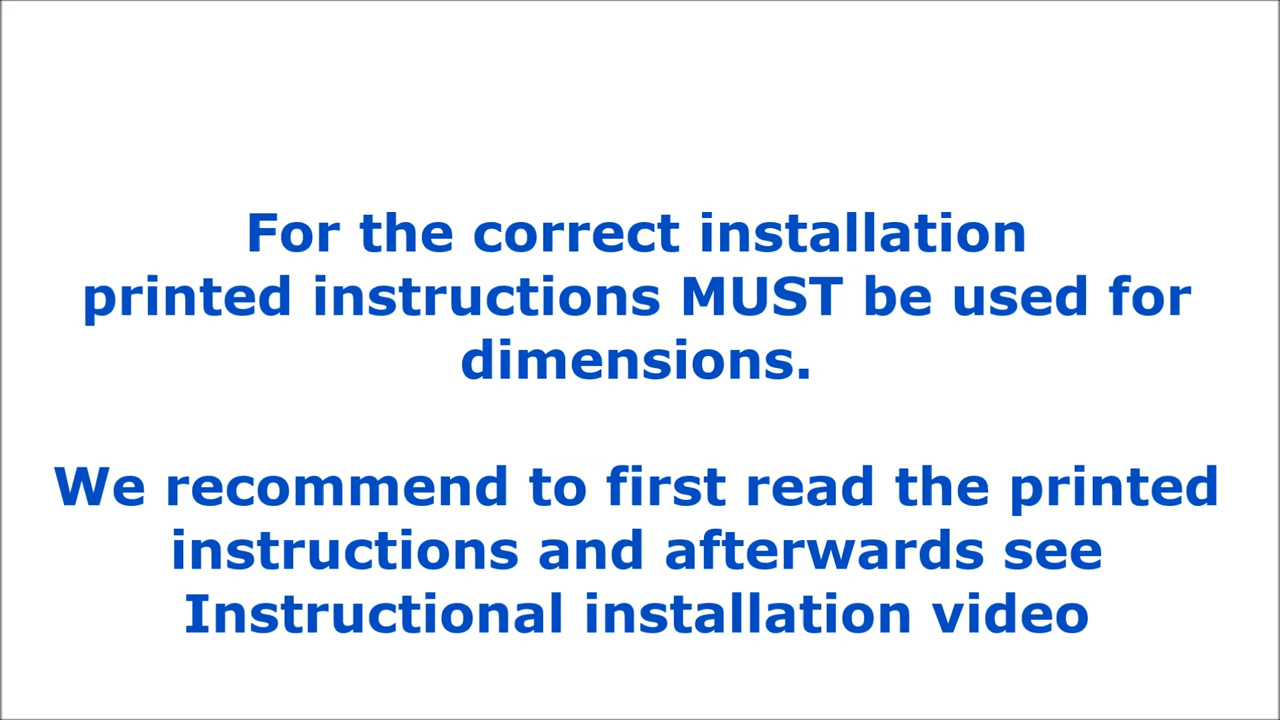 For the correct installation
printed instructions MUST be used for
dimensions.
We recommend to first read the printed
instructions and afterwards see
Instructional installation video